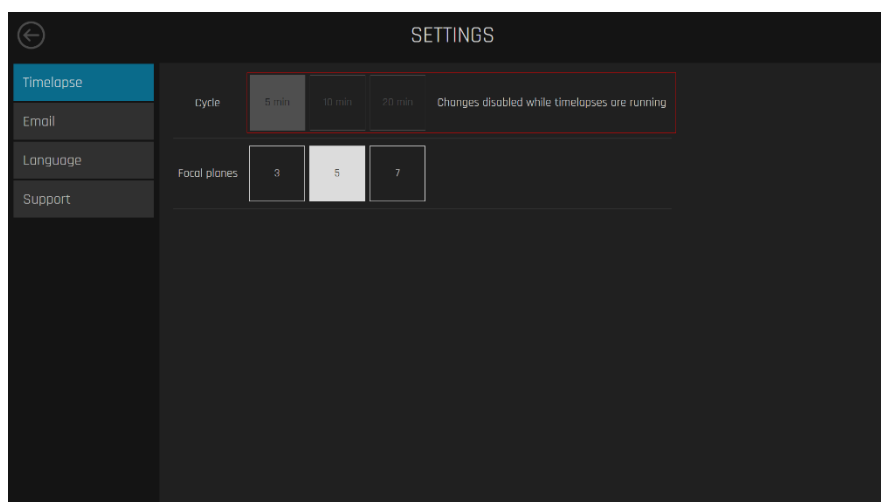 SETTINGS
Timelapse
Email
Language
Support
Cycle 5 min 10 min 20 min Changes disabled while timelapses are running
Focal planes 3 5 7